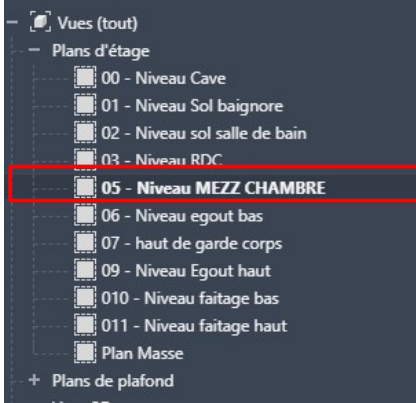 Vues (tout)
Plans d'étage
00 - Niveau Cave
01 - Niveau Sol baignore
02 - Niveau sol salle de bain
03 - Niveau RDC
05 - Niveau MEZZ CHAMBRE
06 - Niveau egout bas
07 - haut de garde corps
09 - Niveau Egout haut
010 - Niveau faitage bas
011 - Niveau faitage haut
Plan Masse
Plans de plafond